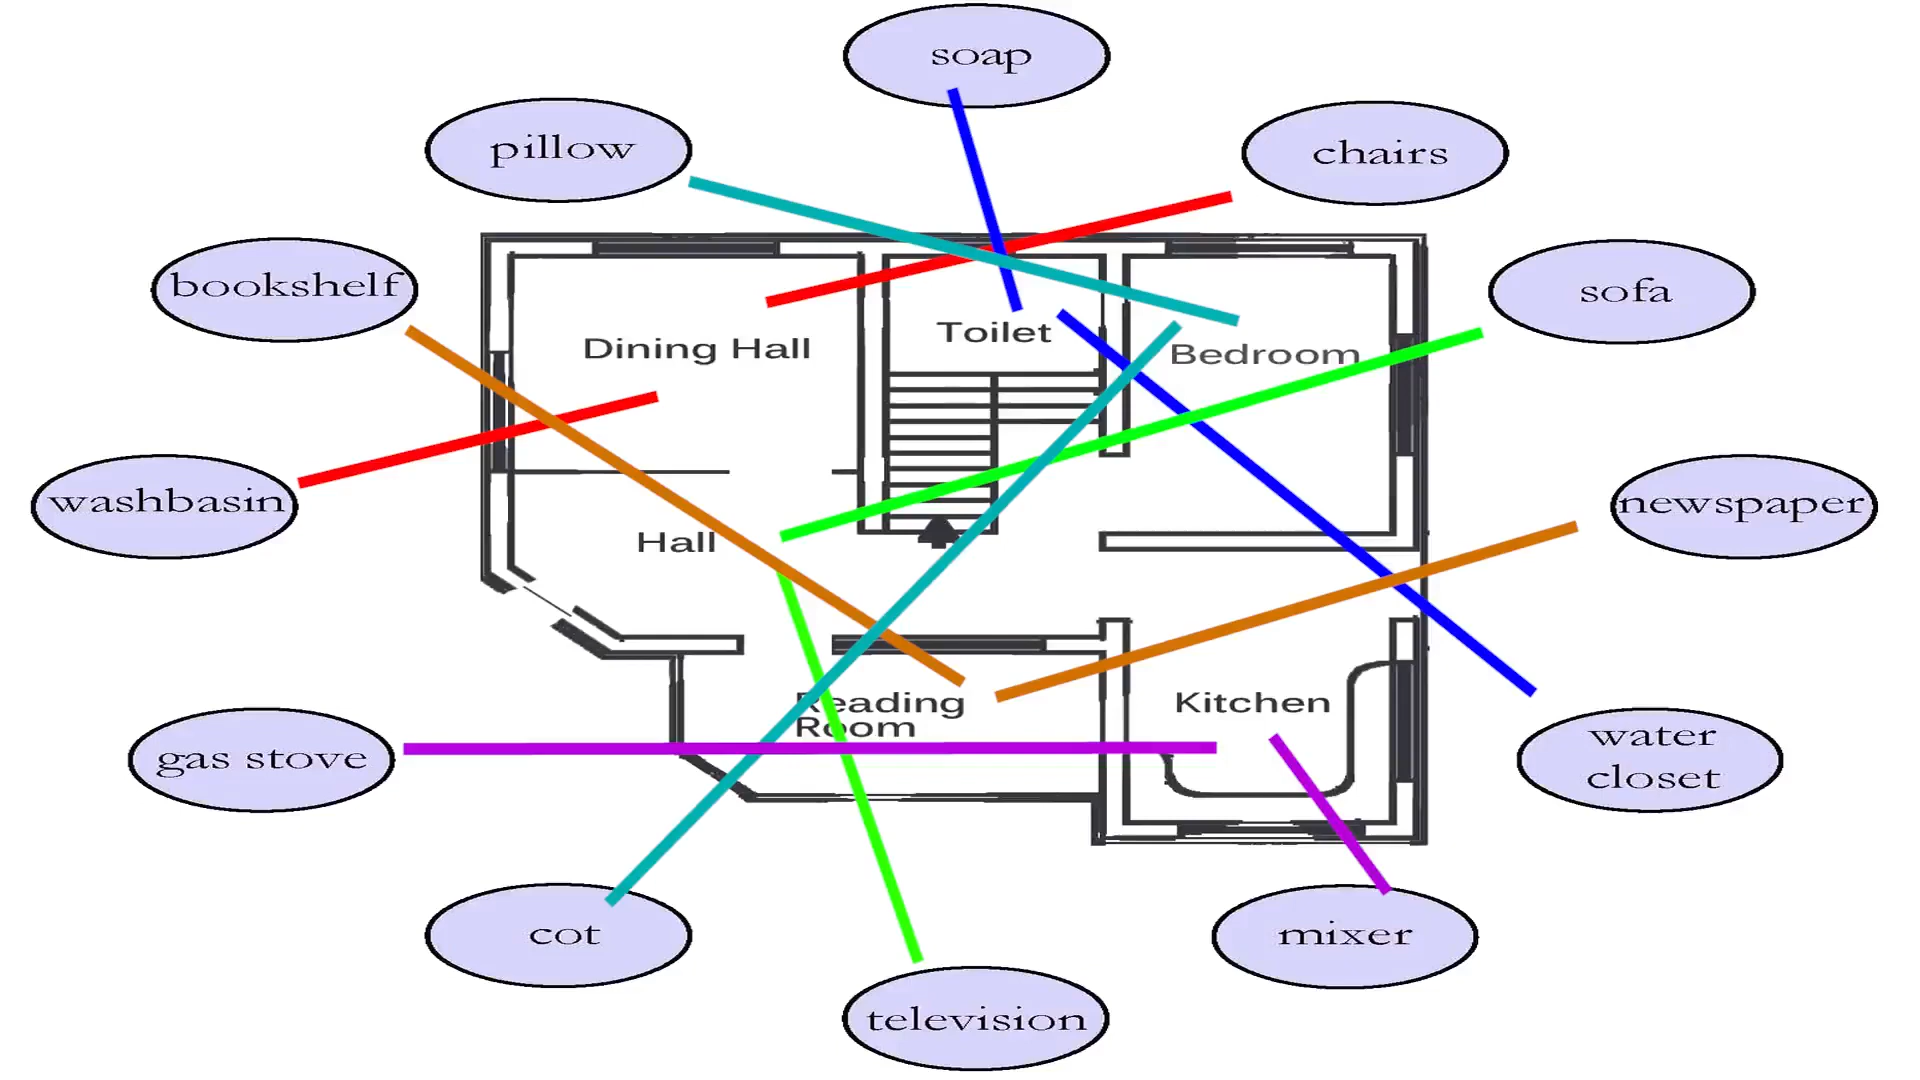 soap
pillow
chairs
bookshelf
sofa
Toilet
Dining Hall
Bedroom
washbasin
newspaper
Hall
Reading
Room
Kitchen
gas stove
water
closet
cot
mixer
television